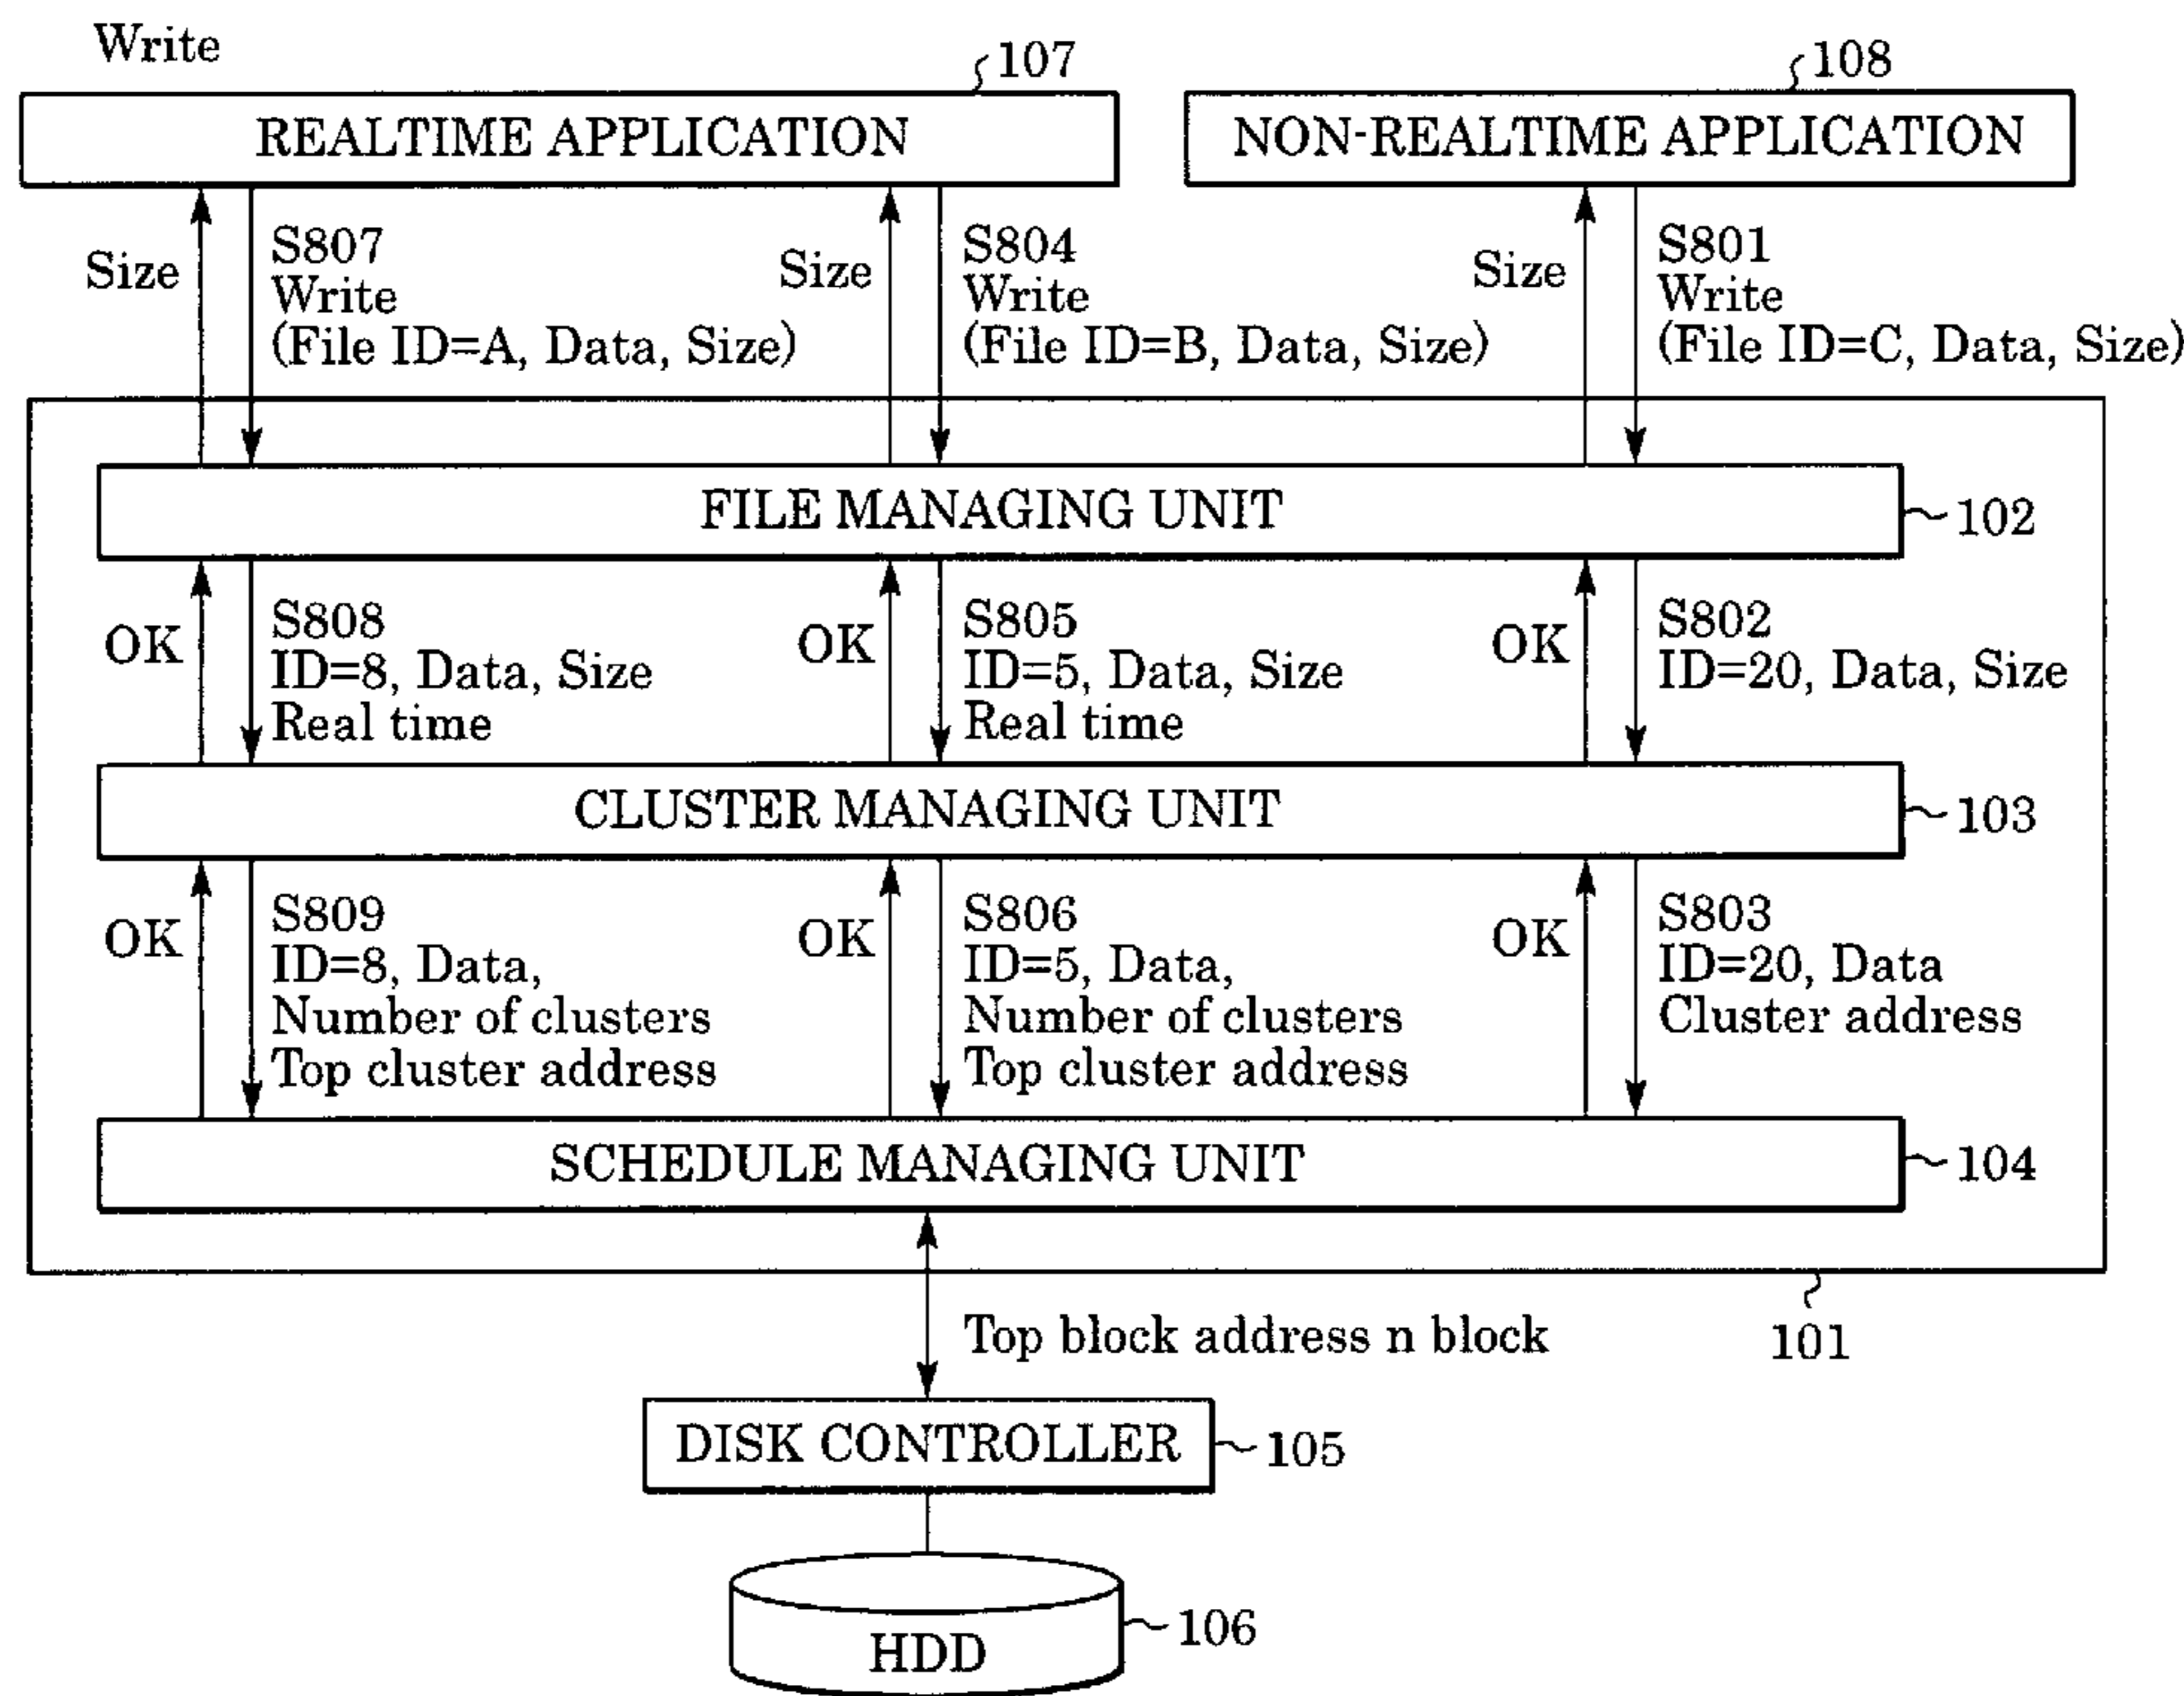 Write
107
108
REALTIME APPLICATION
NON-REALTIME APPLICATION
Size
S807
Write
(File ID=A, Data, Size)
Size
S804
Write
(File ID=B, Data, Size)
Size
S801
Write
(File ID=C, Data, Size)
FILE MANAGING UNIT
102
OK
S808
ID=8, Data, Size
Real time
OK
S805
ID=5, Data, Size
Real time
OK
S802
ID=20, Data, Size
CLUSTER MANAGING UNIT
103
OK
S809
ID=8, Data,
Number of clusters
Top cluster address
OK
S806
ID=5, Data,
Number of clusters
Top cluster address
OK
S803
ID=20, Data
Cluster address
SCHEDULE MANAGING UNIT
104
Top block address n block
101
DISK CONTROLLER
105
HDD
106